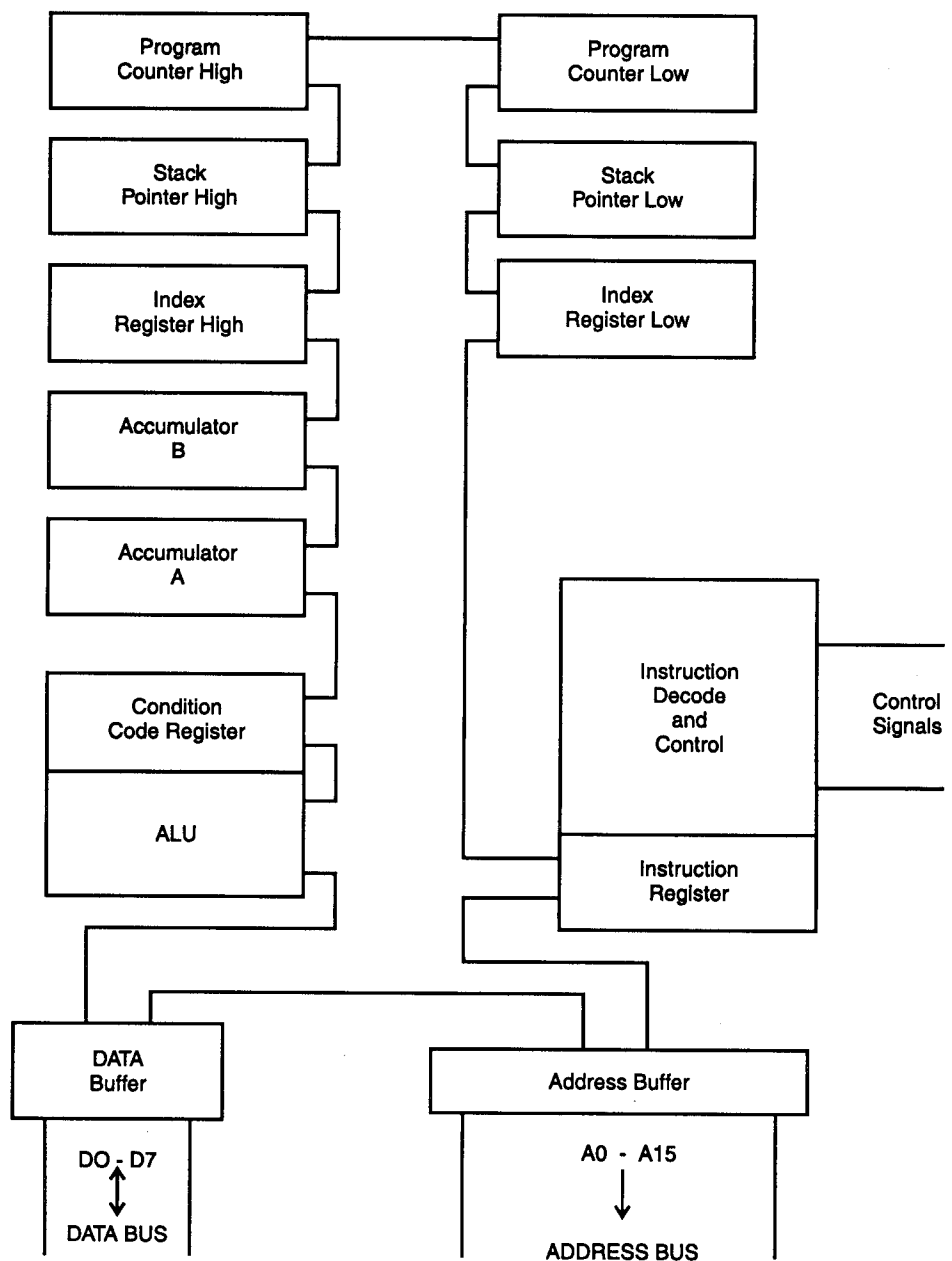 Program
Counter High
Program
Counter Low
Stack
Pointer High
Stack
Pointer Low
Index
Register High
Index
Register Low
Accumulator
B
Accumulator
A
Condition
Code Register
ALU
Instruction
Decode
and
Control
Control
Signals
Instruction
Register
DATA
Buffer
Address Buffer
DO - D7
DATA BUS
A0 - A15
ADDRESS BUS